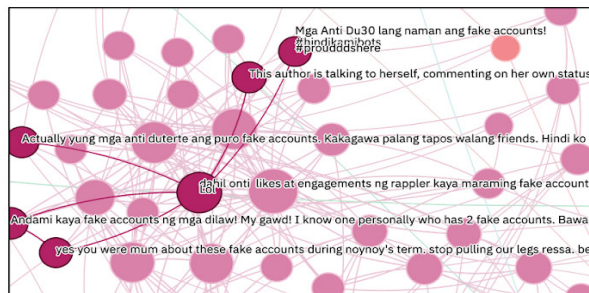 Mga Anti Du30 lang naman ang fake accounts!
#hindikamibots
#prouddshere
This author is talking to herself, commenting on her own status
Actually yung mga anti duterte ang puro fake accounts. Kakagawa palang tapos walang friends. Hindi ko
dahil onti likes at engagements ng rappler kaya maraming fake account
Lol
Andami kaya fake accounts ng mga dilaw! My gawd! I know one personally who has 2 fake accounts. Bawa
yes you were mum about these fake accounts during noynoy's term. stop pulling our legs ressa. be